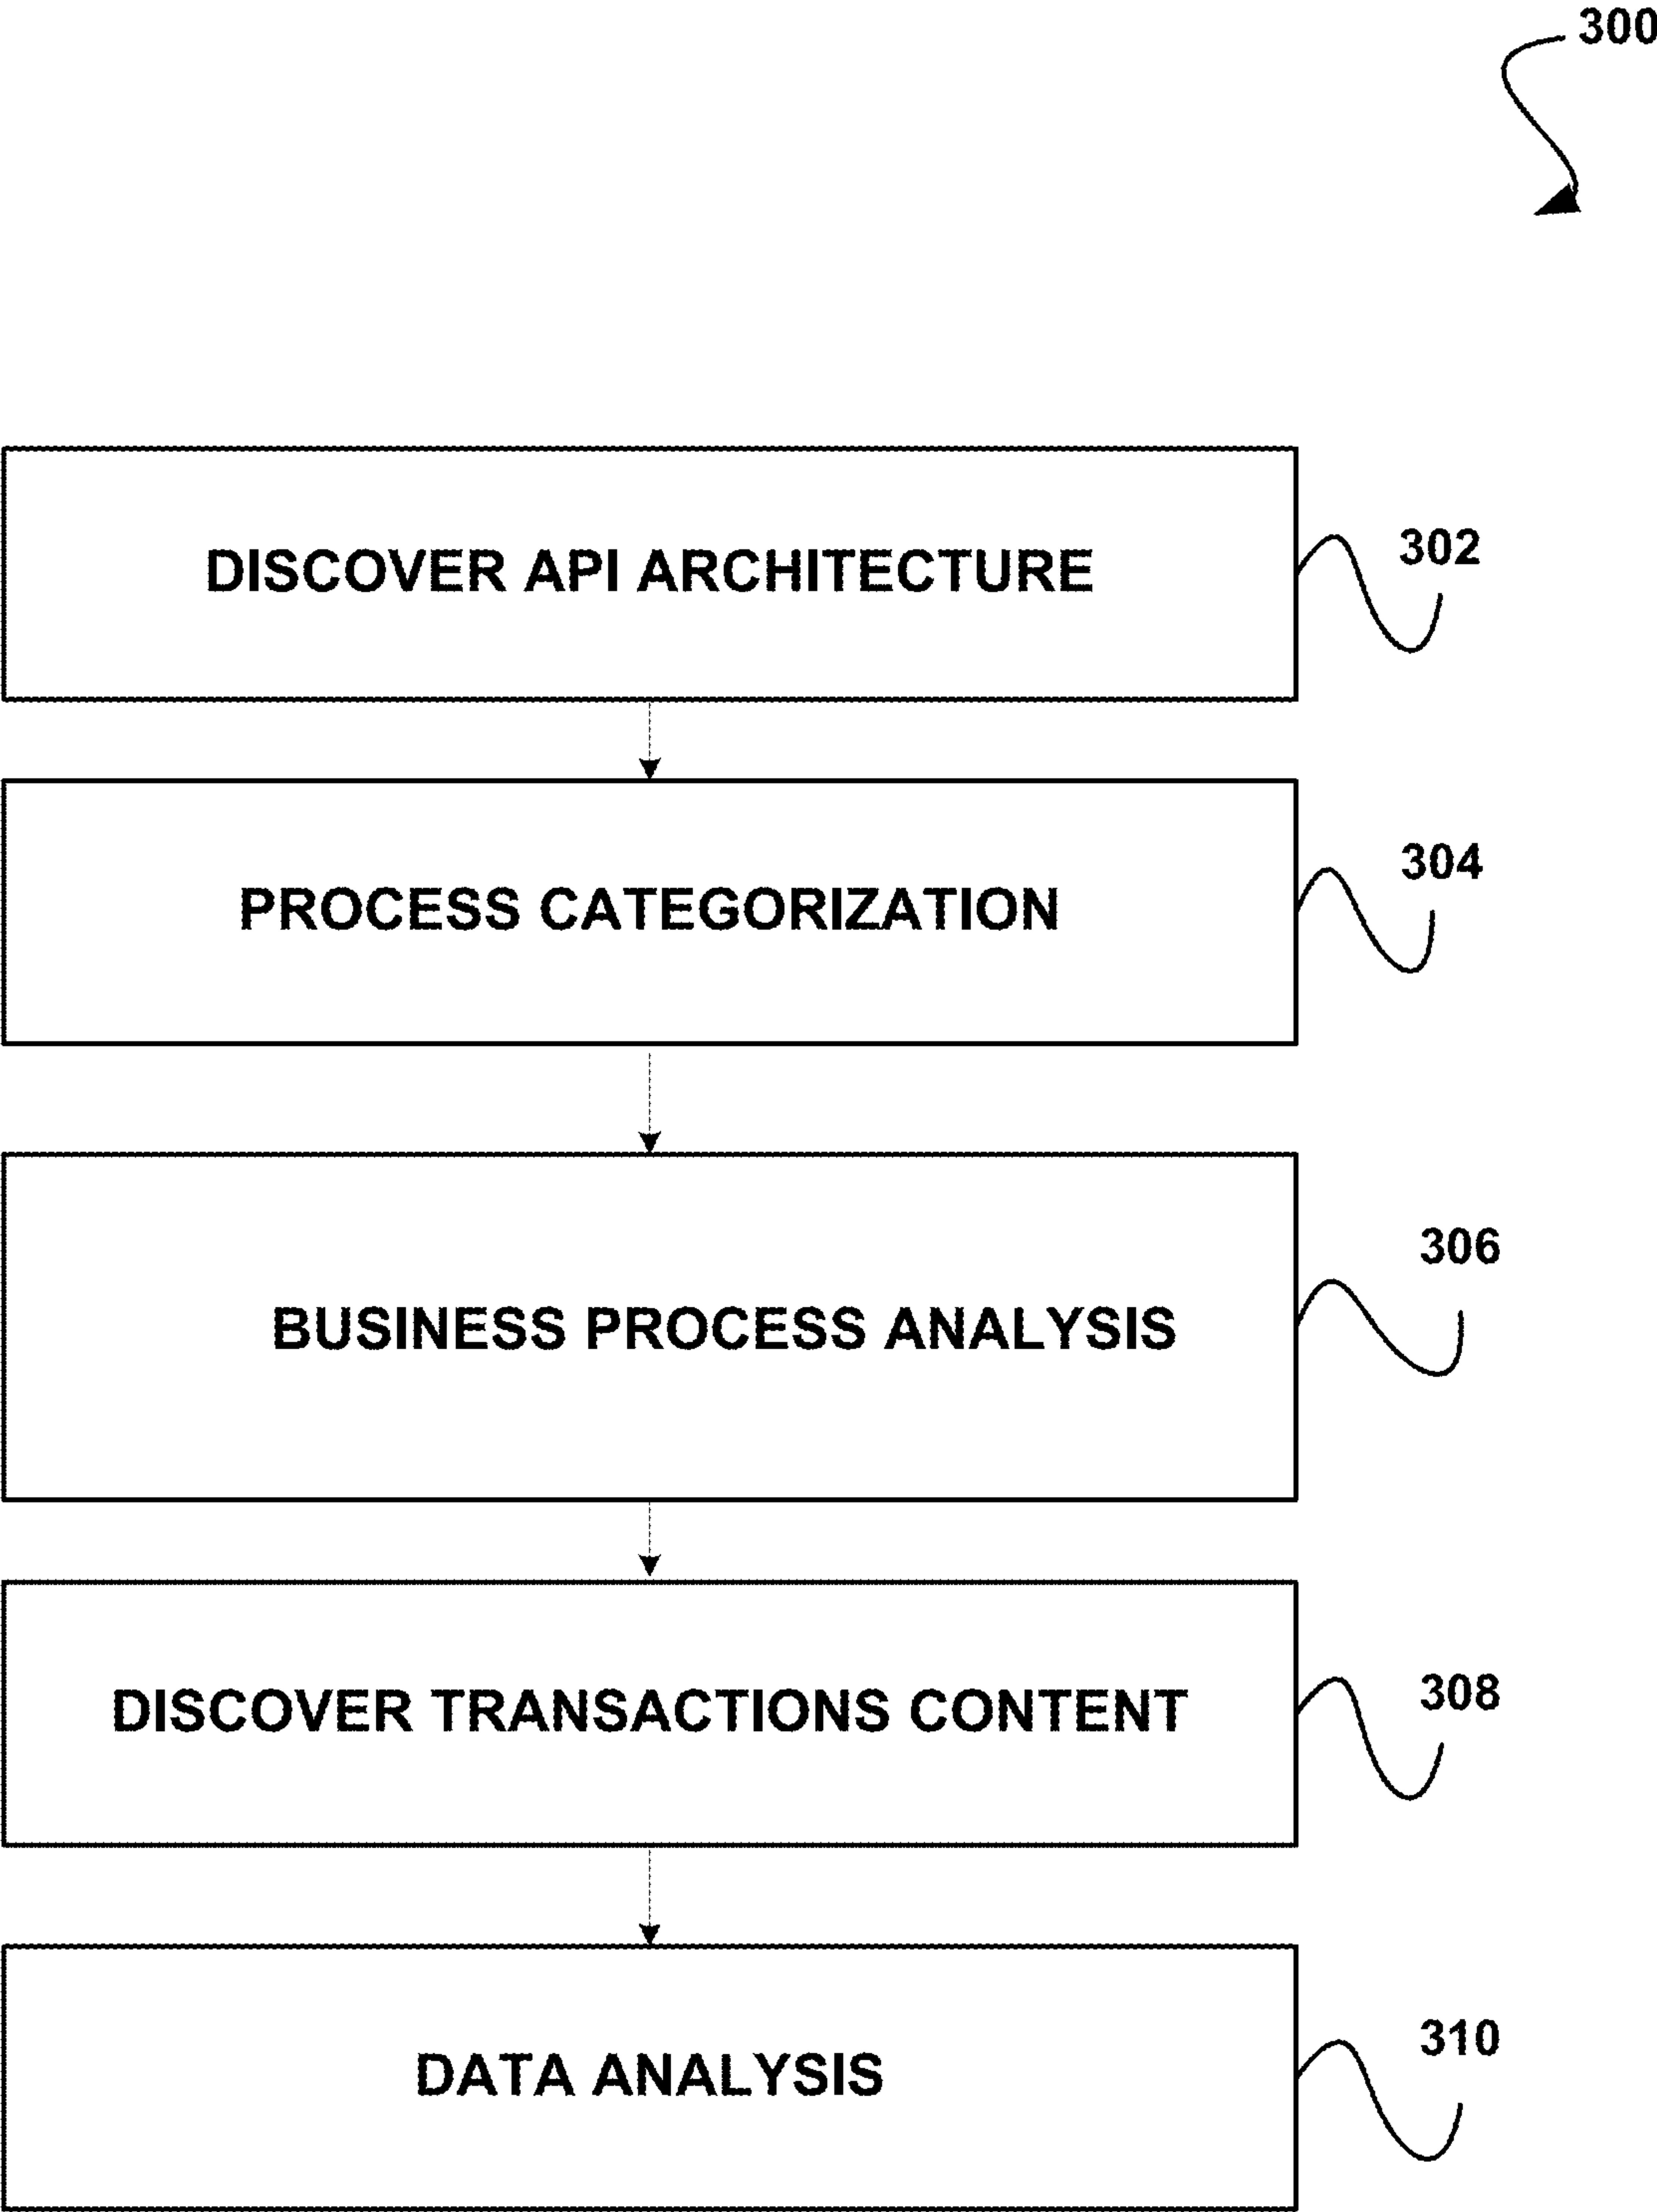 300
DISCOVER API ARCHITECTURE
302
PROCESS CATEGORIZATION
304
BUSINESS PROCESS ANALYSIS
306
DISCOVER TRANSACTIONS CONTENT
308
DATA ANALYSIS
310